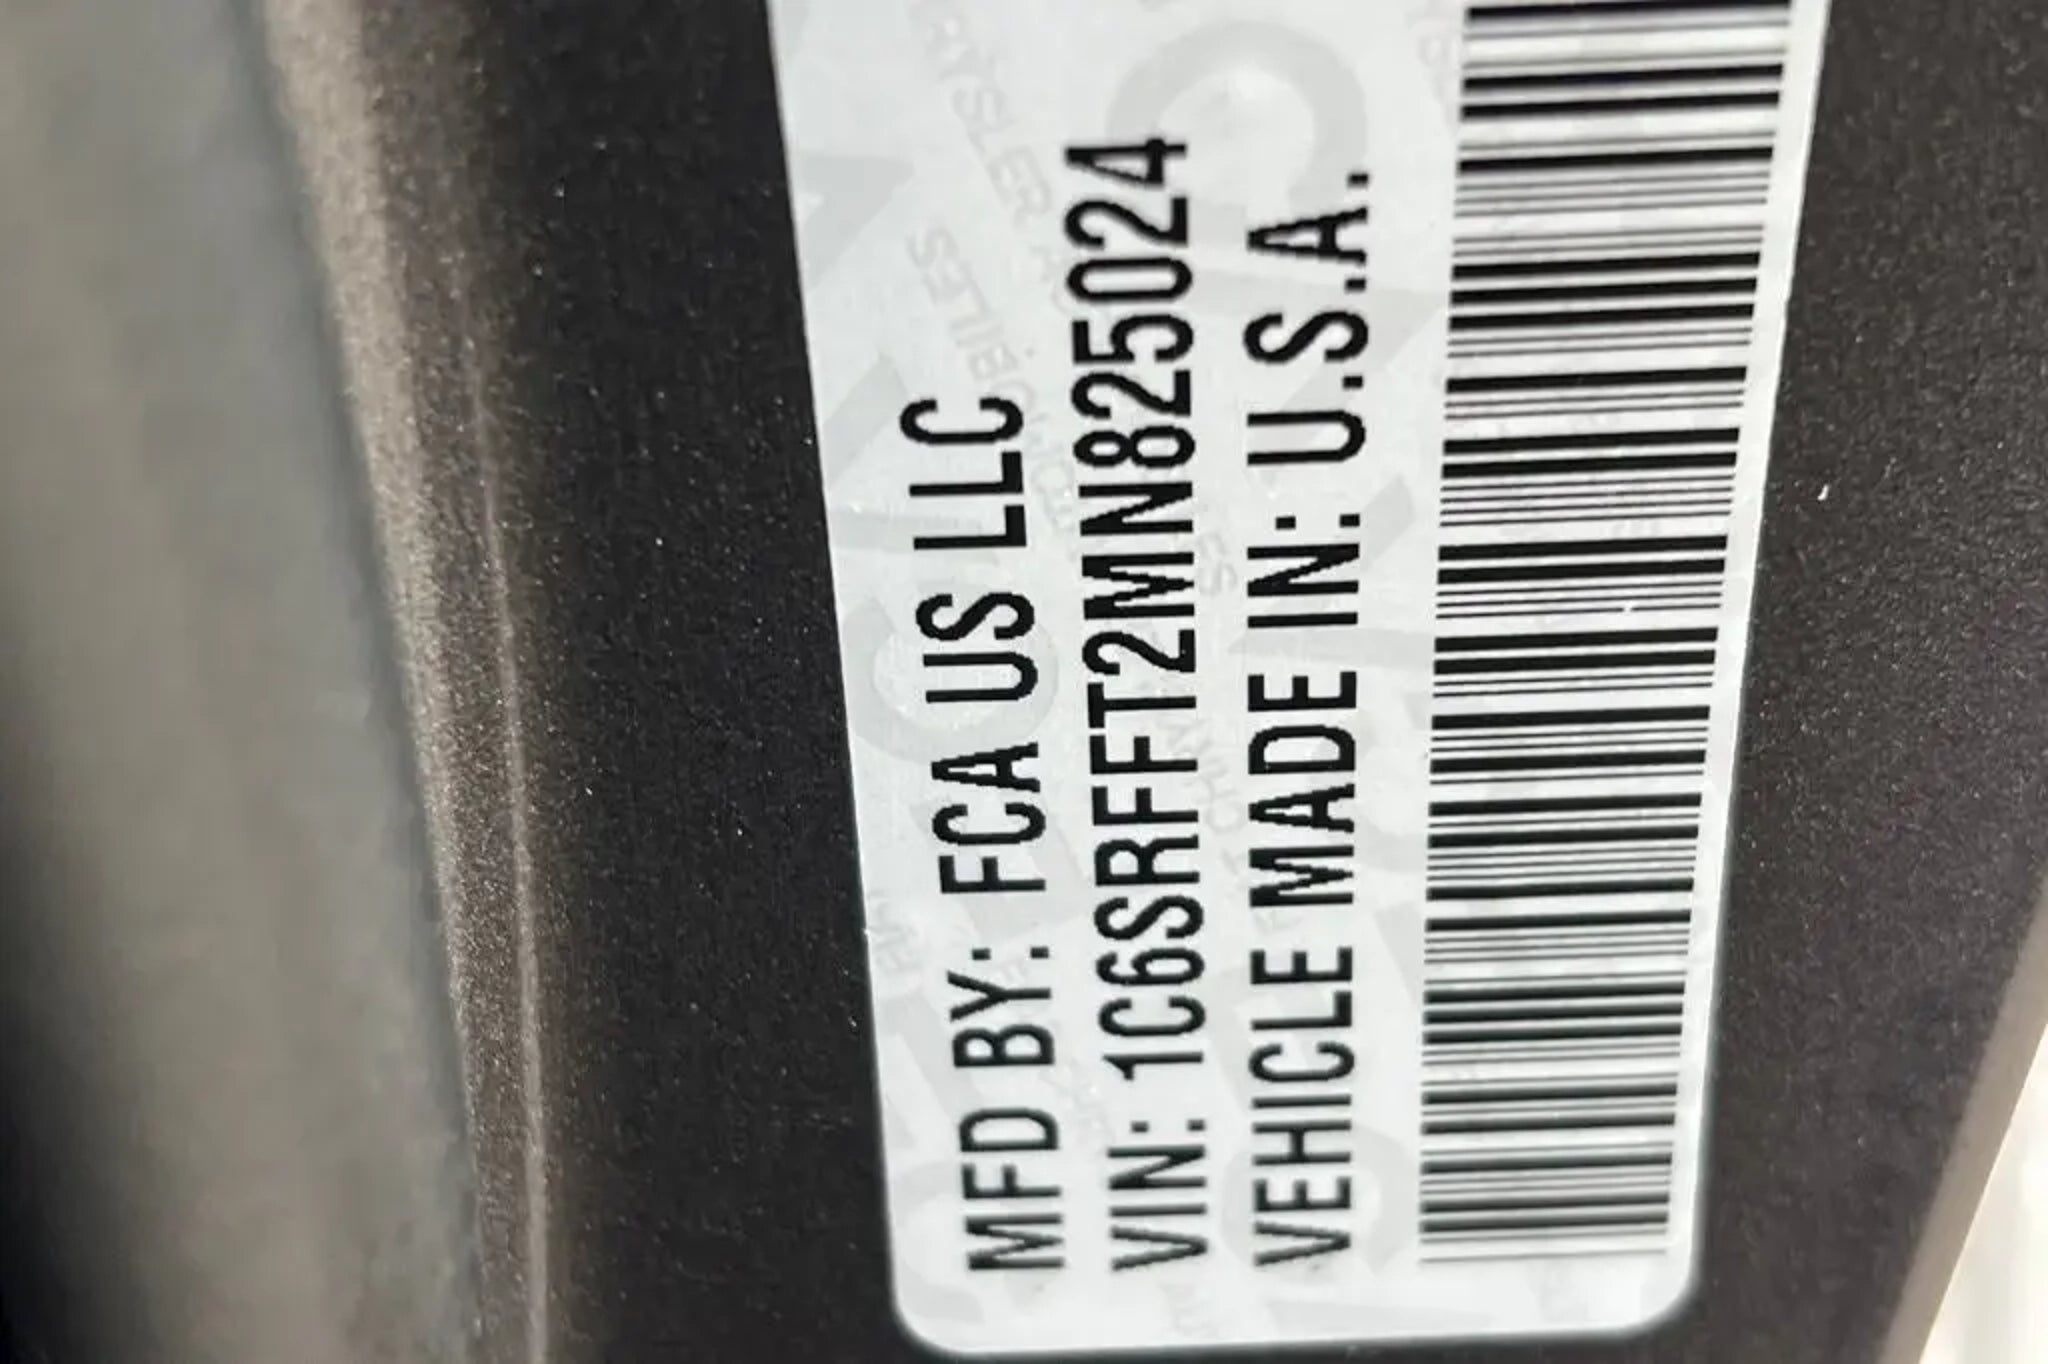 MFD BY: FCA US LLC
VIN: 1C6SRFFT2MN825024
VEHICLE MADE IN: U.S.A.